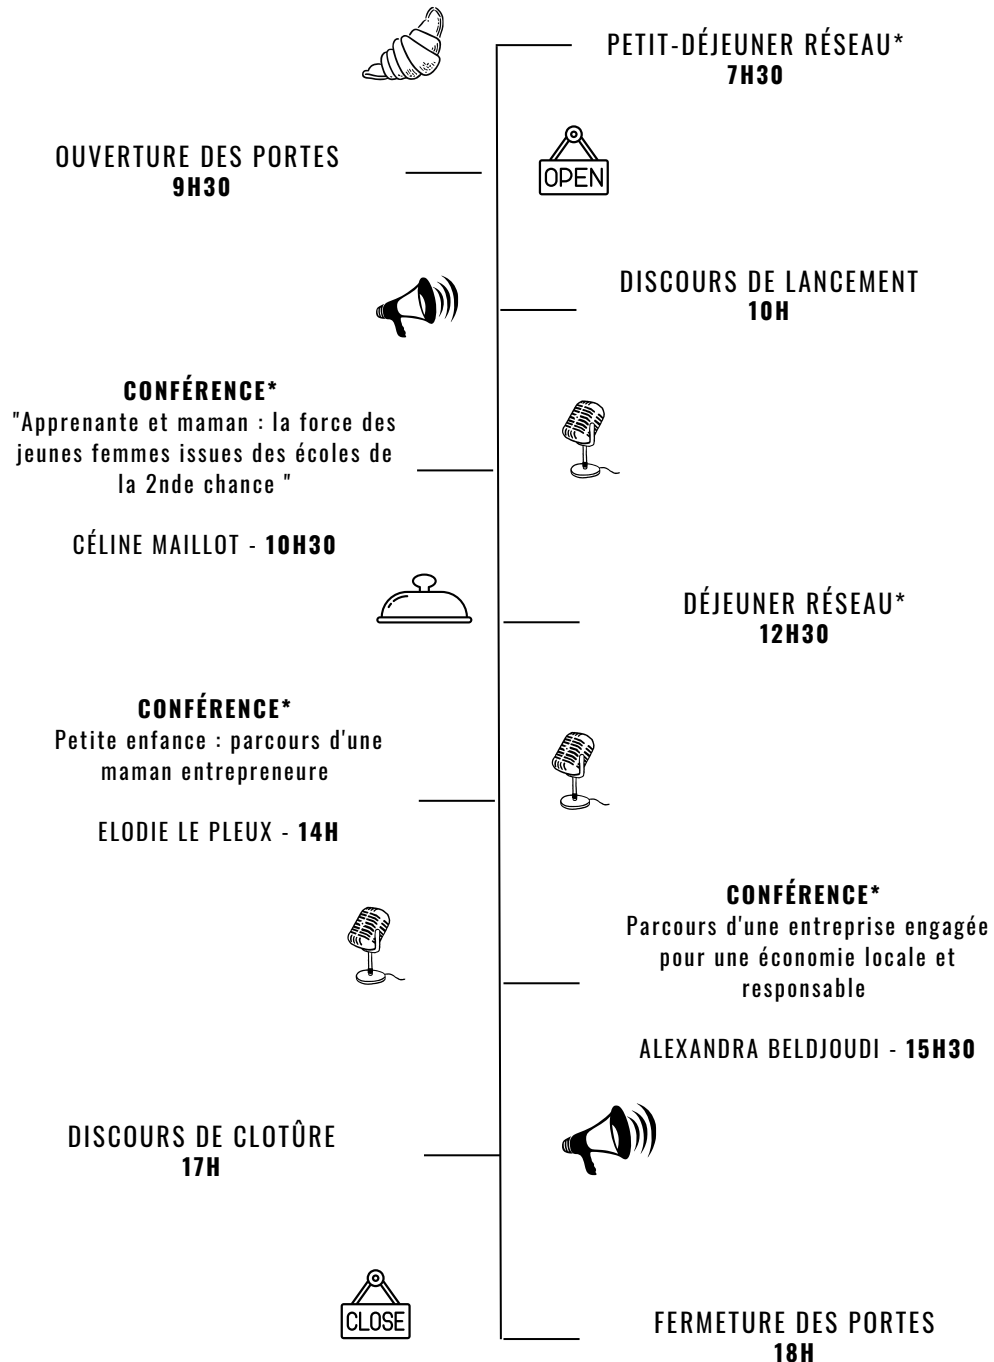 PETIT-DÉJEUNER RÉSEAU*
7H30
OUVERTURE DES PORTES
9H30
OPEN
DISCOURS DE LANCEMENT
10H
CONFÉRENCE*
"Apprenante et maman : la force des
jeunes femmes issues des écoles de
la 2nde chance "
CÉLINE MAILLOT - 10H30
DÉJEUNER RÉSEAU*
12H30
CONFÉRENCE*
Petite enfance : parcours d'une
maman entrepreneure
ELODIE LE PLEUX - 14H
CONFÉRENCE*
Parcours d'une entreprise engagée
pour une économie locale et
responsable
ALEXANDRA BELDJOUDI - 15H30
DISCOURS DE CLOTÛRE
17H
CLOSE
FERMETURE DES PORTES
18H